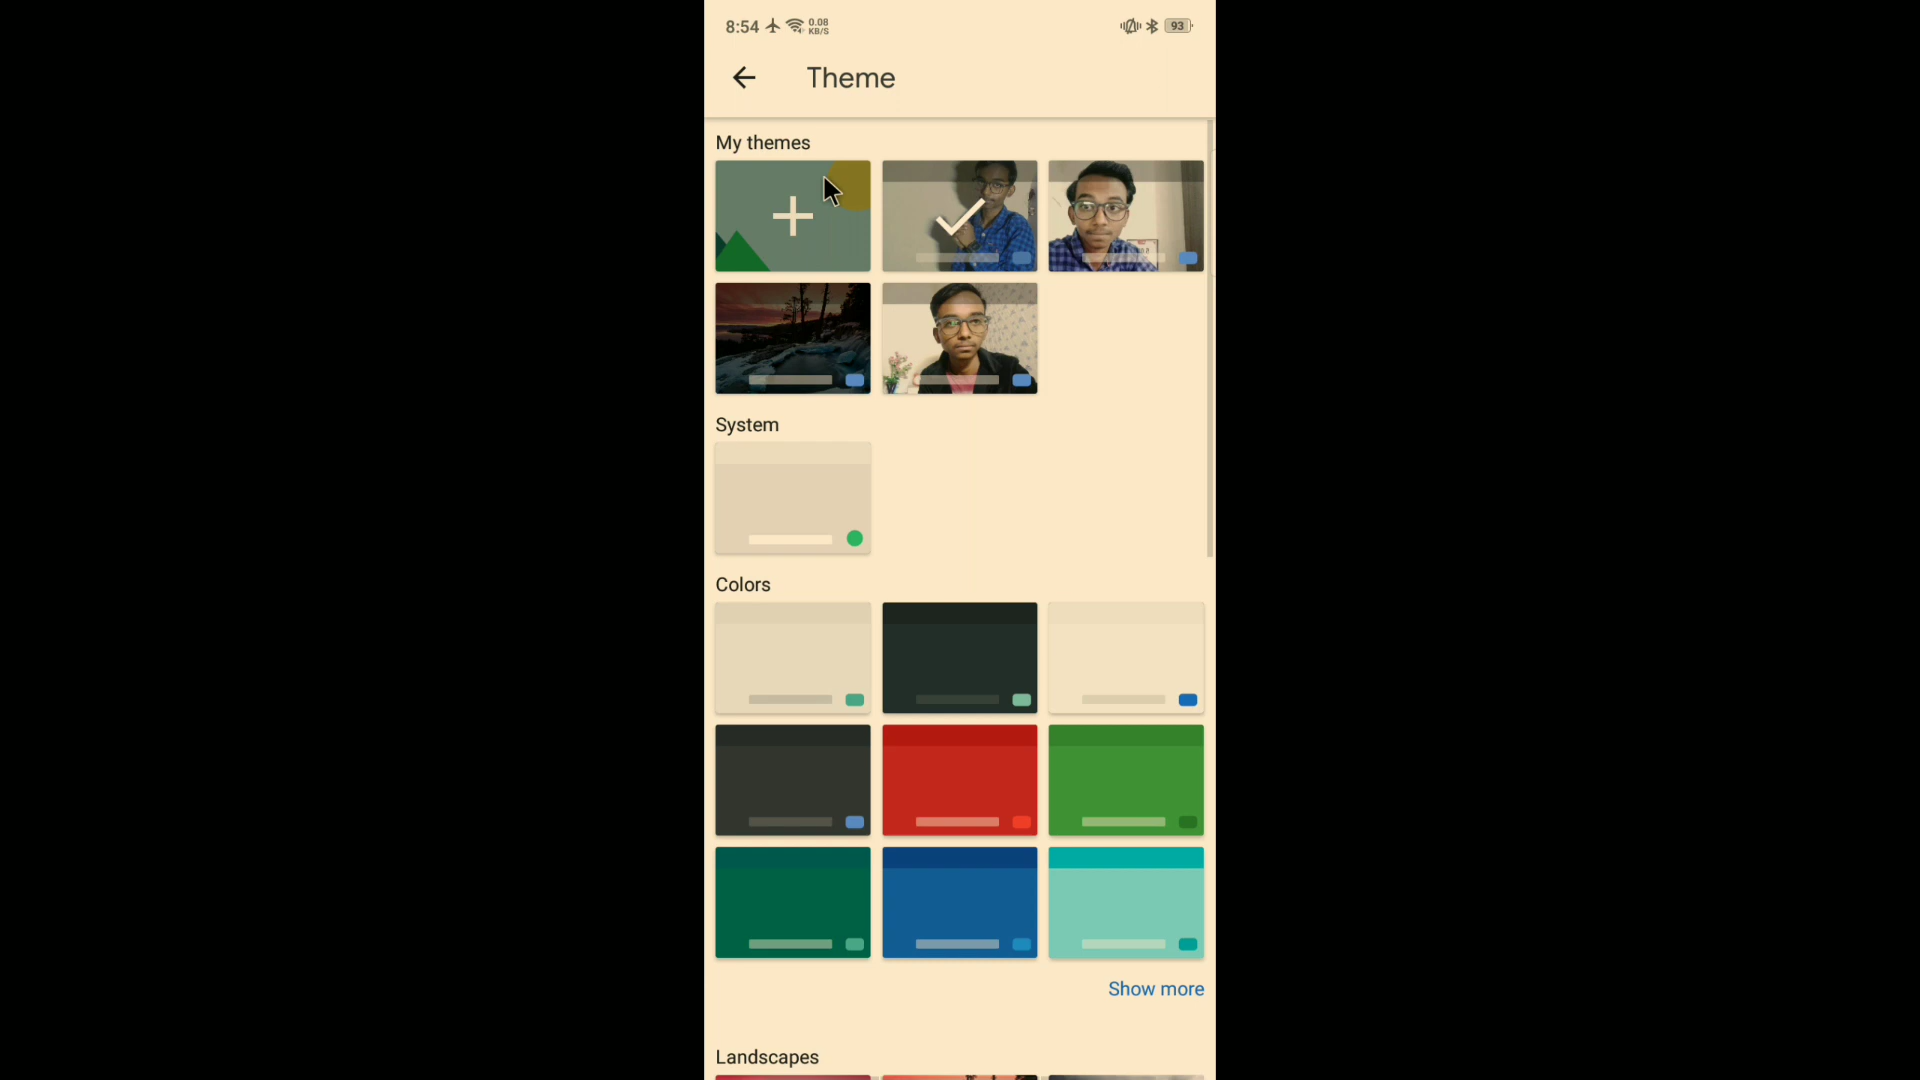 8:54 0.08 KB/S 93
Theme
My themes
System
Colors
Show more
Landscapes